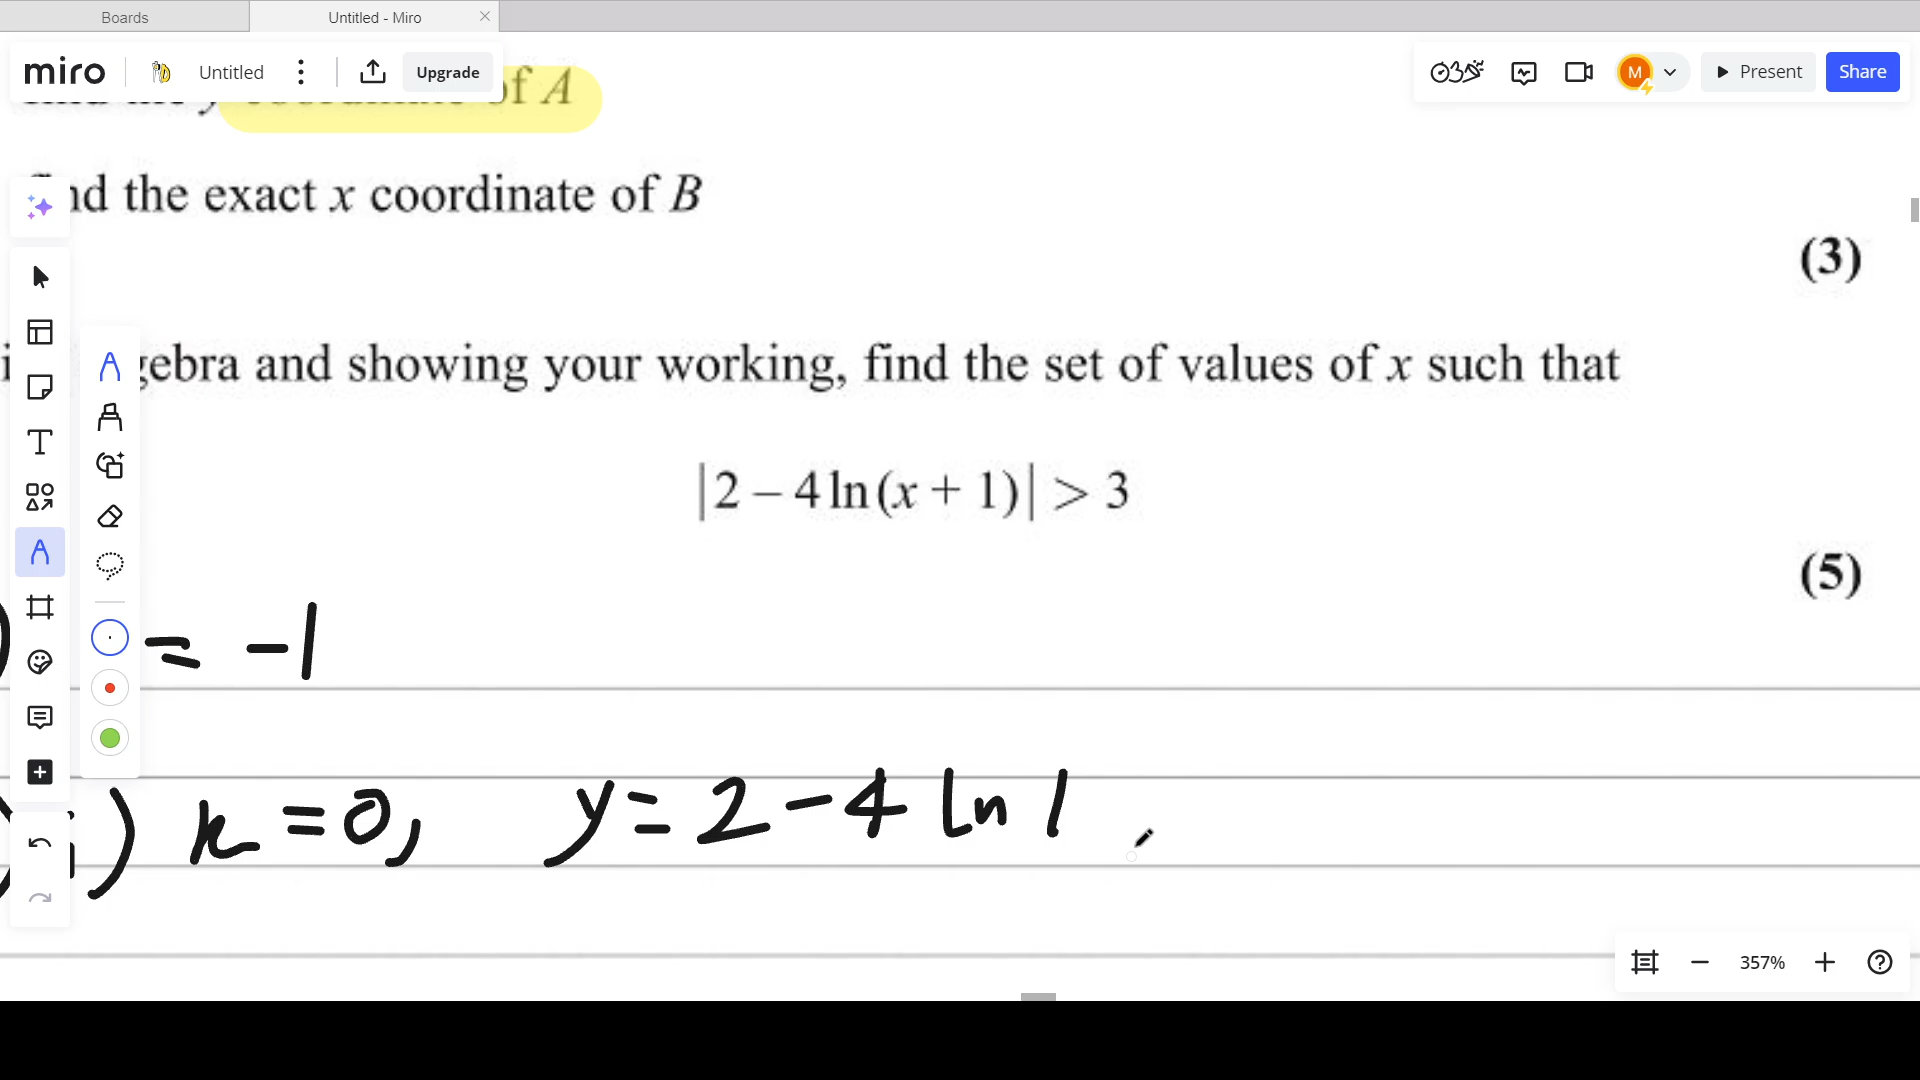 Boards
Untitled - Miro
miro Untitled Upgrade
of A
Present Share
find the exact x coordinate of B
(3)
gebra and showing your working, find the set of values of x such that
|2 – 4 ln (x + 1)| > 3
(5)
) = -1
) x = 0, y = 2 - 4 ln 1
357%